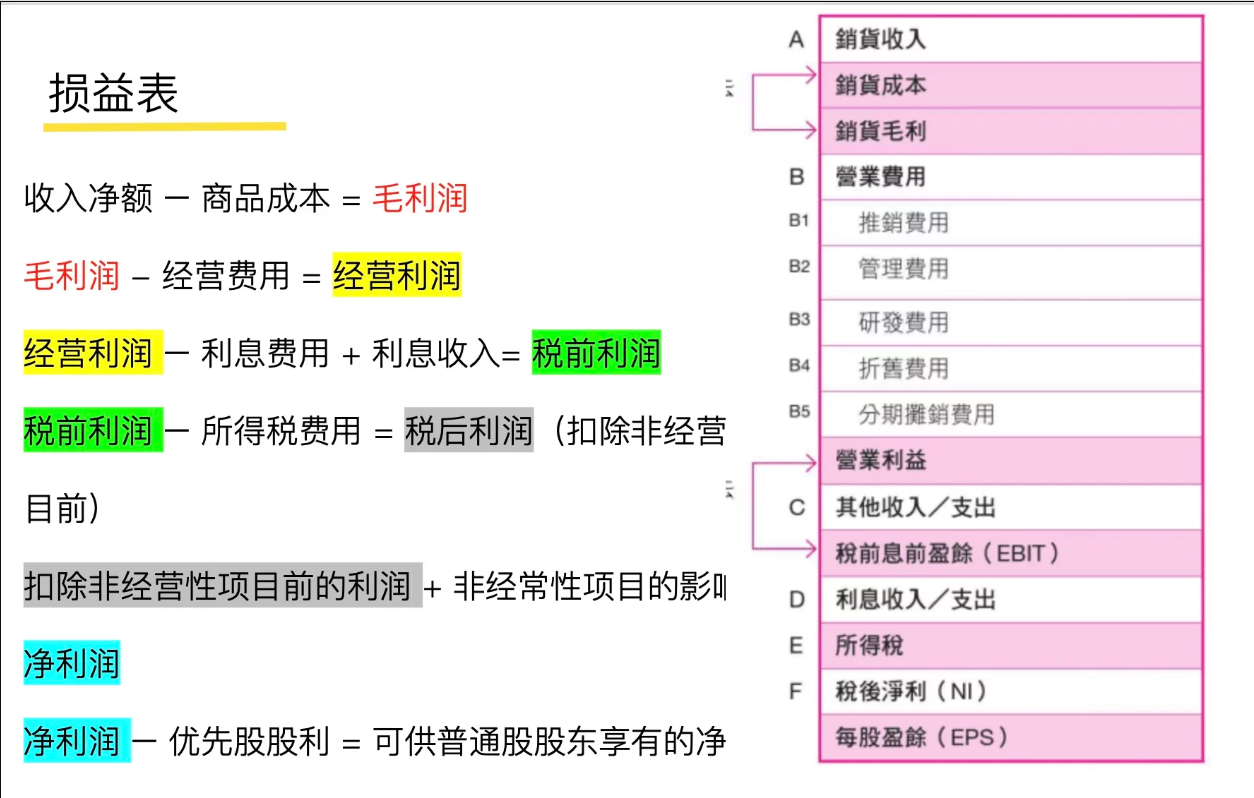 损益表
收入净额 － 商品成本 = 毛利润
毛利润 – 经营费用 = 经营利润
经营利润 － 利息费用 + 利息收入= 税前利润
税前利润 － 所得税费用 = 税后利润（扣除非经营
目前）
扣除非经营性项目前的利润 + 非经常性项目的影
净利润
净利润 － 优先股股利 = 可供普通股股东享有的净
A 銷貨收入
銷貨成本
銷貨毛利
B 營業費用
B1 推銷費用
B2 管理費用
B3 研發費用
B4 折舊費用
B5 分期攤銷費用
營業利益
C 其他收入／支出
稅前息前盈餘（EBIT）
D 利息收入／支出
E 所得稅
F 稅後淨利（NI）
每股盈餘（EPS）